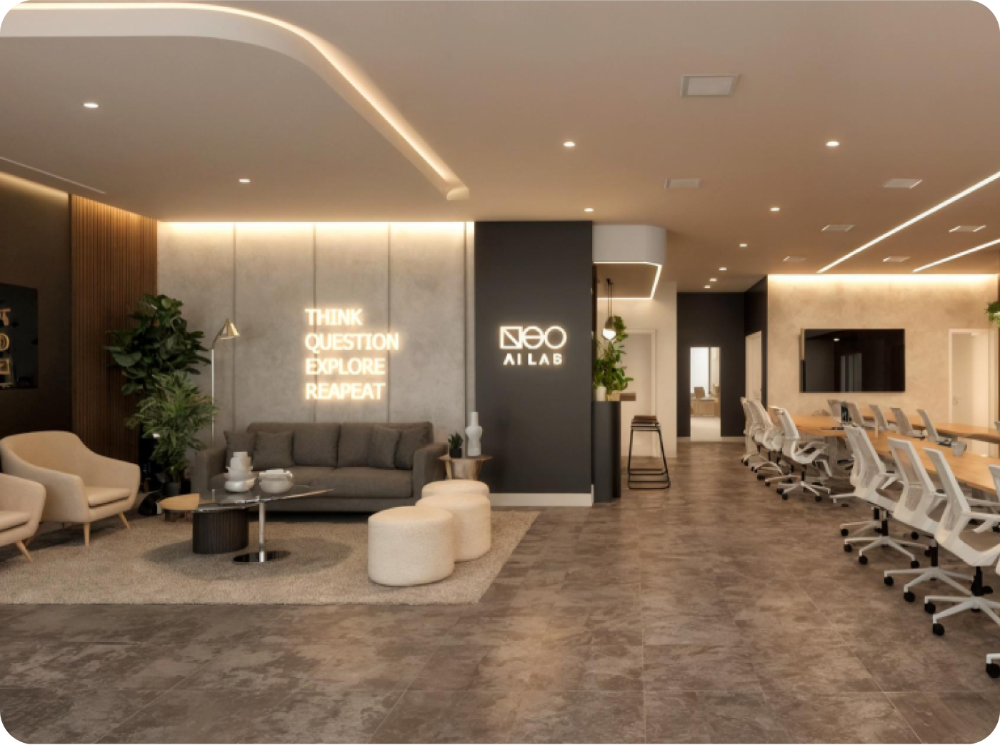 THINK
QUESTION
EXPLORE
REAPEAT
NEO
AI LAB